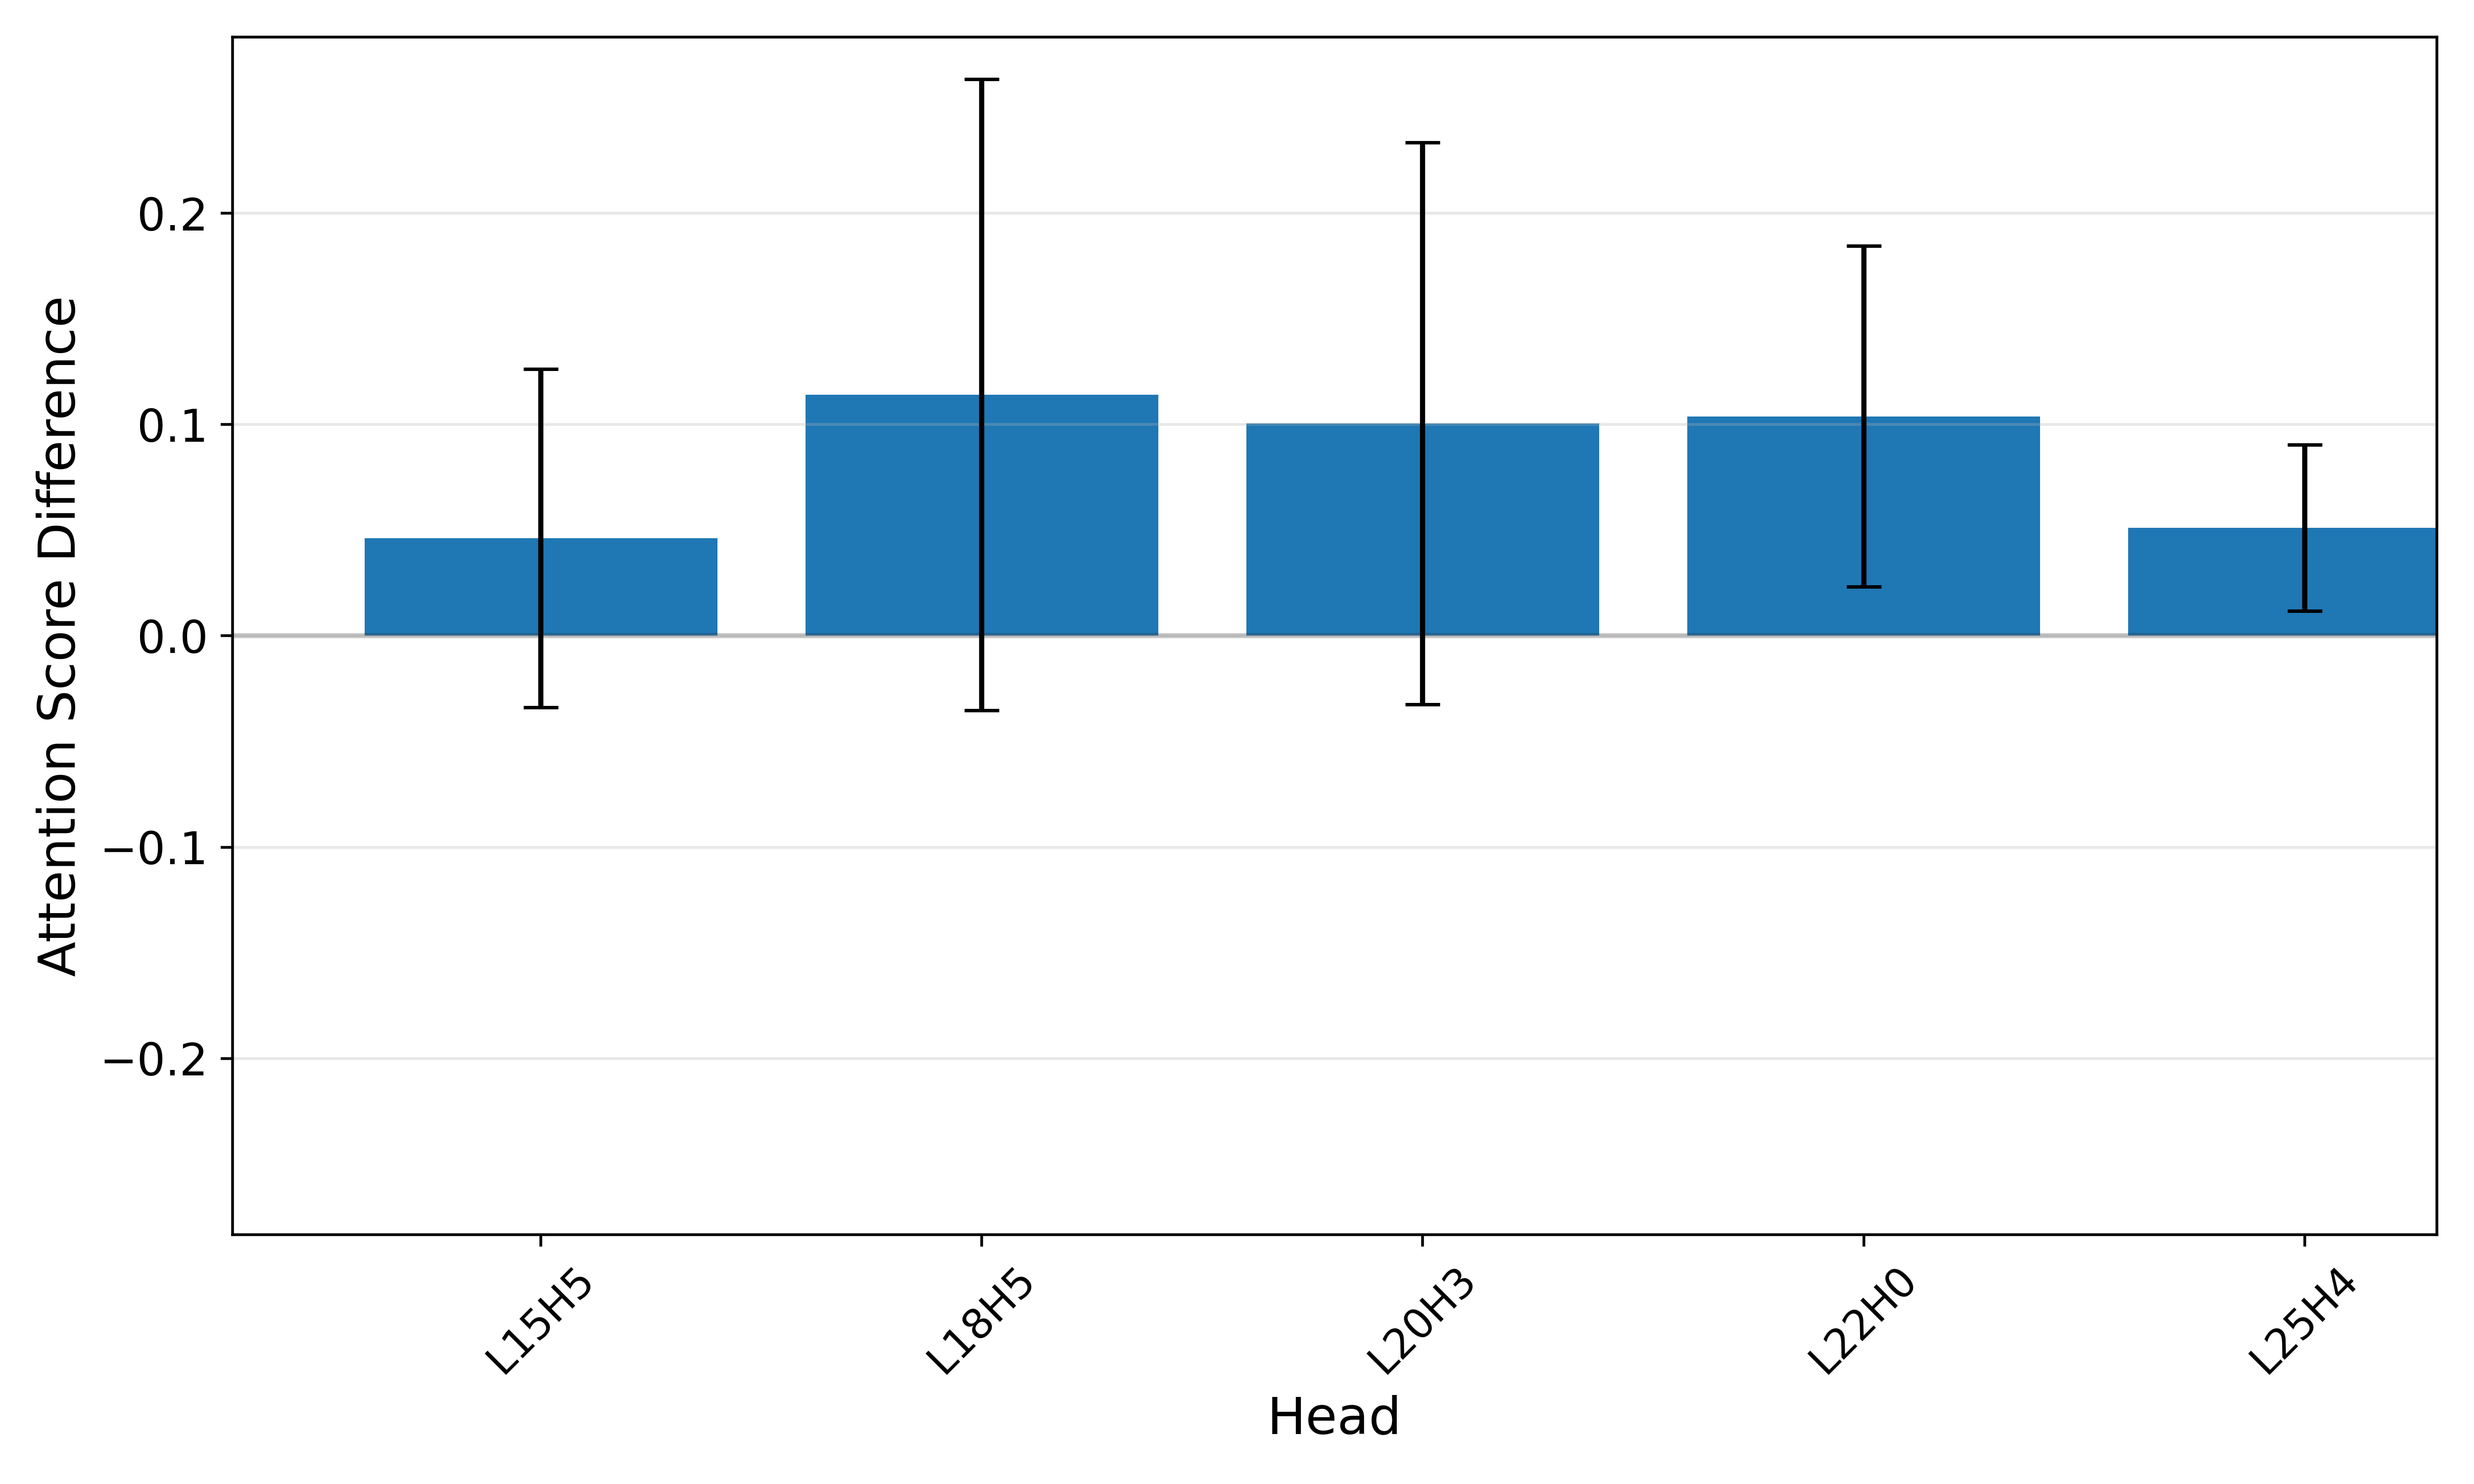 Attention Score Difference
0.2
0.1
0.0
−0.1
−0.2
L15H5
L18H5
L20H3
L22H0
L25H4
Head